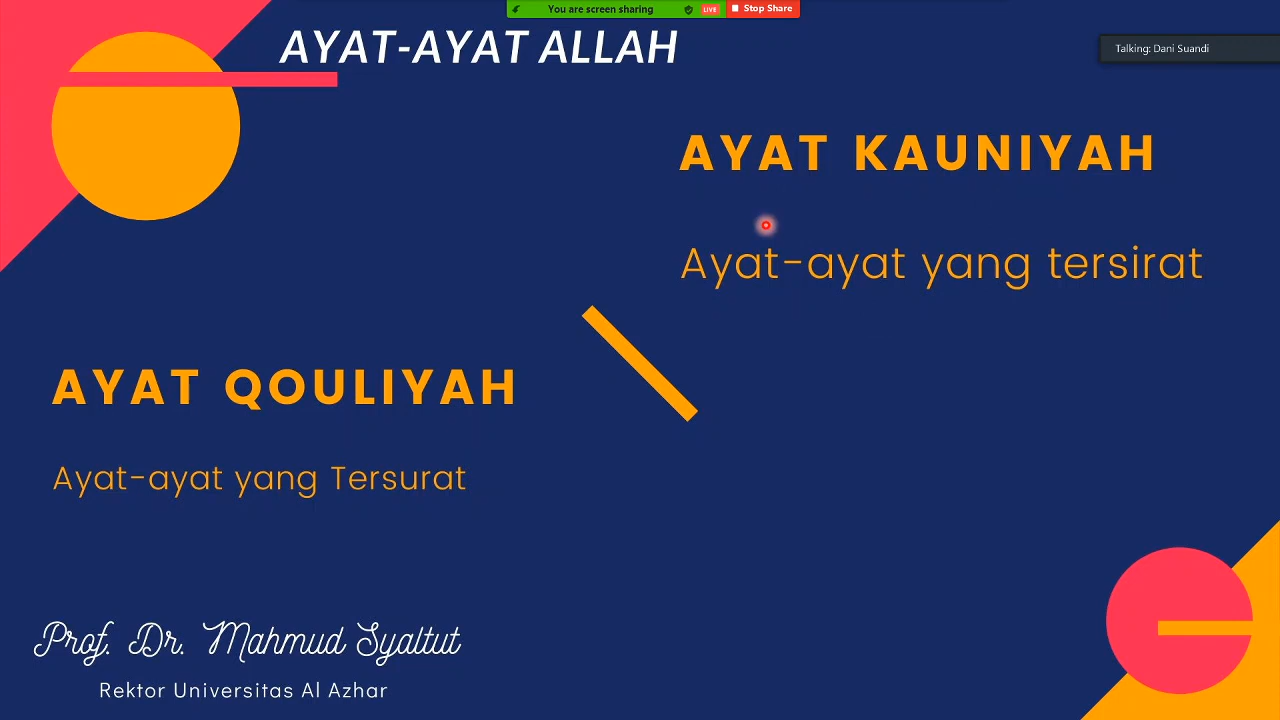 You are screen sharing
LIVE
Stop Share
AYAT-AYAT ALLAH
Talking: Dani Suandi
AYAT KAUNIYAH
Ayat-ayat yang tersirat
AYAT QOULIYAH
Ayat-ayat yang Tersurat
Prof. Dr. Mahmud Syaltut
Rektor Universitas Al Azhar